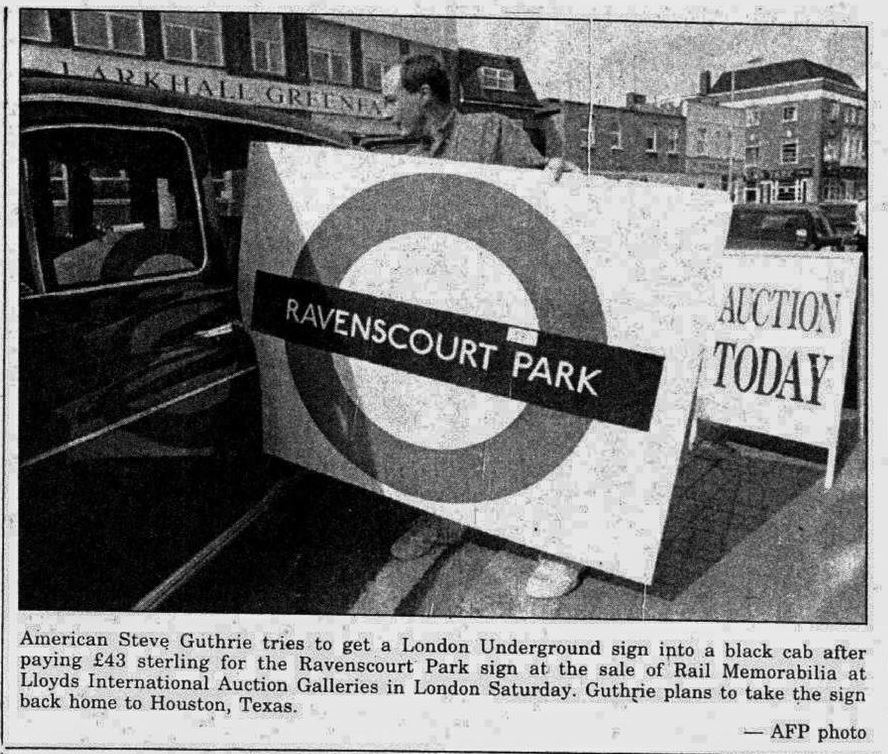 LARKHALL GREENFA
RAVENSCOURT PARK
AUCTION
TODAY
American Steve Guthrie tries to get a London Underground sign into a black cab after
paying £43 sterling for the Ravenscourt Park sign at the sale of Rail Memorabilia at
Lloyds International Auction Galleries in London Saturday. Guthrie plans to take the sign
back home to Houston, Texas.
— AFP photo